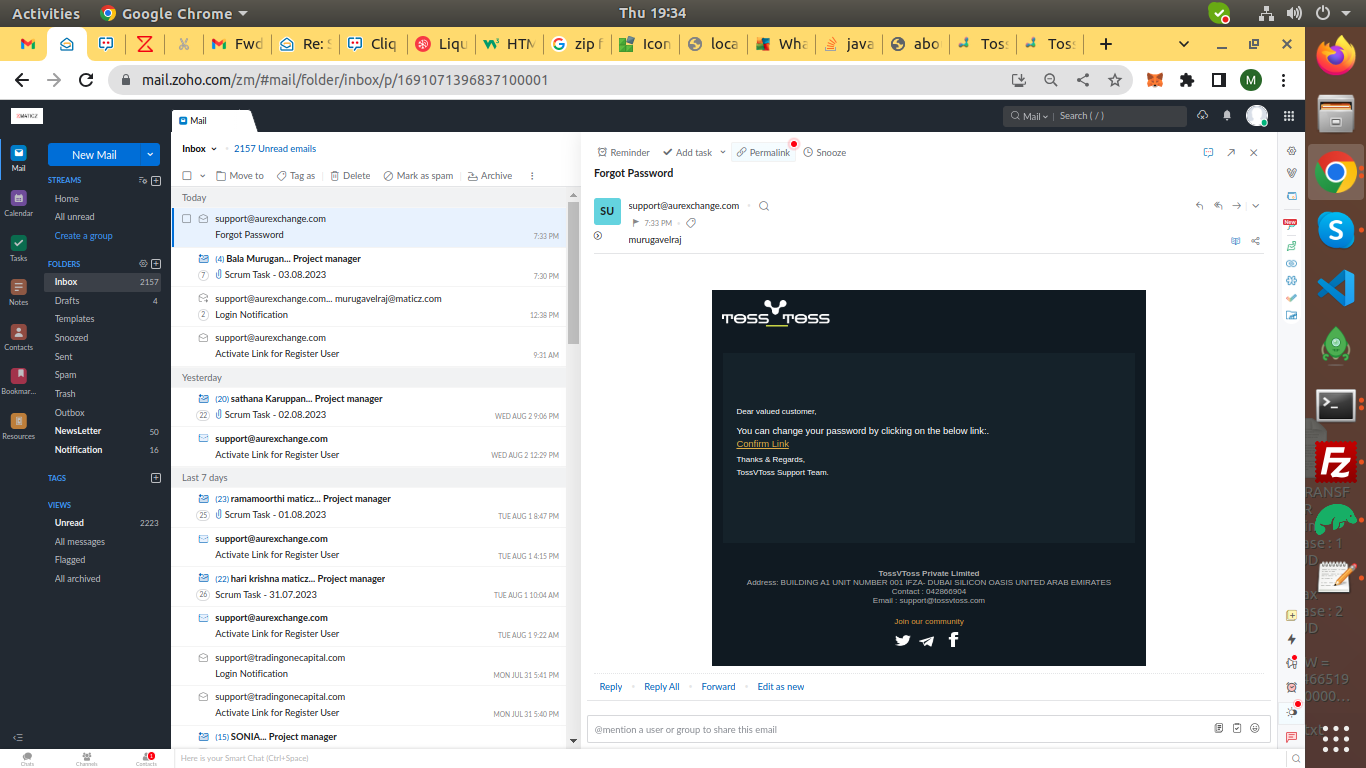 Activities
Google Chrome
Thu 19:34
Fwd
Re: S
Cliq
Liqu
HTM
zip f
Icon
loca
Wha
java
abo
Toss
Toss
mail.zoho.com/zm/#mail/folder/inbox/p/1691071396837100001
M
MATICZ
Mail
Mail
Search ( / )
Mail
Calendar
Tasks
Notes
Contacts
Bookmar...
Resources
New Mail
STREAMS
Home
All unread
Create a group
FOLDERS
Inbox 2157
Drafts 4
Templates
Snoozed
Sent
Spam
Trash
Outbox
NewsLetter 50
Notification 16
TAGS
VIEWS
Unread 2223
All messages
Flagged
All archived
Inbox
2157 Unread emails
Move to
Tag as
Delete
Mark as spam
Archive
Today
support@aurexchange.com
Forgot Password 7:33 PM
(4) Bala Murugan... Project manager
7 Scrum Task - 03.08.2023 7:30 PM
support@aurexchange.com... murugavelraj@maticz.com
2 Login Notification 12:38 PM
support@aurexchange.com
Activate Link for Register User 9:31 AM
Yesterday
(20) sathana Karuppan... Project manager
22 Scrum Task - 02.08.2023 WED AUG 2 9:06 PM
support@aurexchange.com
Activate Link for Register User WED AUG 2 12:29 PM
Last 7 days
(23) ramamoorthi maticz... Project manager
25 Scrum Task - 01.08.2023 TUE AUG 1 8:47 PM
support@aurexchange.com
Activate Link for Register User TUE AUG 1 4:15 PM
(22) hari krishna maticz... Project manager
26 Scrum Task - 31.07.2023 TUE AUG 1 10:04 AM
support@aurexchange.com
Activate Link for Register User TUE AUG 1 9:22 AM
support@tradingonecapital.com
Login Notification MON JUL 31 5:41 PM
support@tradingonecapital.com
Activate Link for Register User MON JUL 31 5:40 PM
(15) SONIA... Project manager
Reminder
Add task
Permalink
Snooze
Forgot Password
SU
support@aurexchange.com
7:33 PM
murugavelraj
TOSS TOSS
Dear valued customer,
You can change your password by clicking on the below link:.
Confirm Link
Thanks & Regards,
TossVToss Support Team.
TossVToss Private Limited
Address: BUILDING A1 UNIT NUMBER 001 IFZA- DUBAI SILICON OASIS UNITED ARAB EMIRATES
Contact : 042866904
Email : support@tossvtoss.com
Join our community
Reply
Reply All
Forward
Edit as new
@mention a user or group to share this email
New
Chats
Channels
Contacts
1
Here is your Smart Chat (Ctrl+Space)
RANSF
ase : 1
ase : 2
W =
466519
0000...